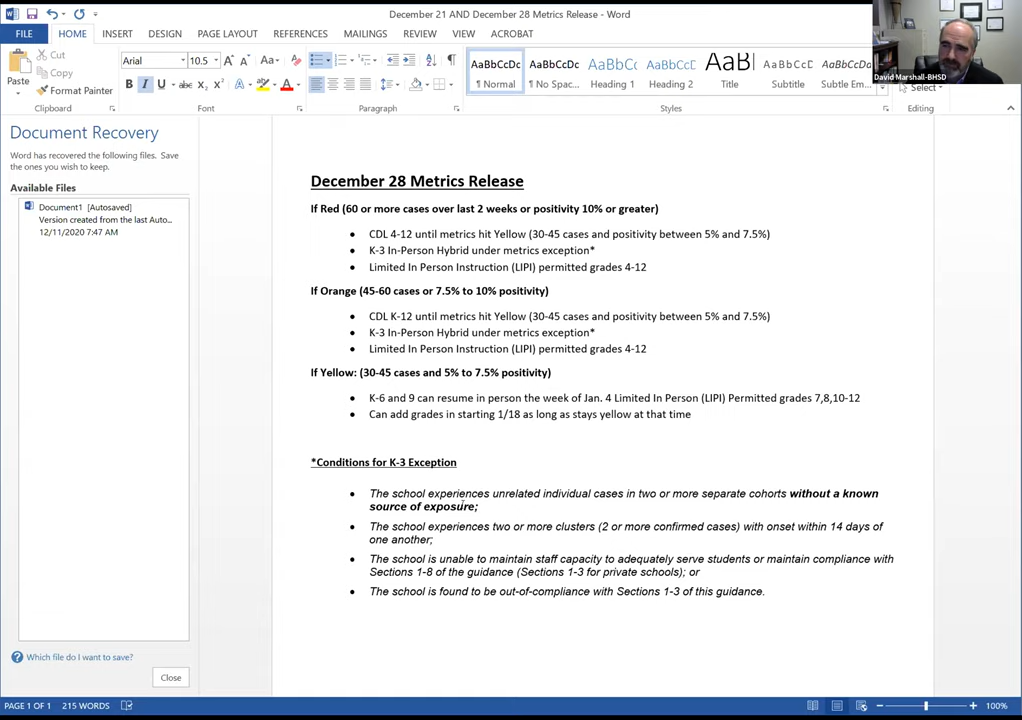 December 21 AND December 28 Metrics Release - Word
FILE HOME INSERT DESIGN PAGE LAYOUT REFERENCES MAILINGS REVIEW VIEW ACROBAT
Paste
Cut
Copy
Format Painter
Clipboard
Arial 10.5
Font
Paragraph
AaBbCcDc AaBbCcDc AaBbCc AaBbCcDc AaBl AaBbCcDc AaBbCcDc
¶ Normal ¶ No Spac... Heading 1 Heading 2 Title Subtitle Subtle Em...
Styles
Select
Editing
David Marshall-BHSD
Document Recovery
Word has recovered the following files. Save
the ones you wish to keep.
Available Files
Document1 [Autosaved]
Version created from the last Auto...
12/11/2020 7:47 AM
Which file do I want to save?
Close
December 28 Metrics Release
If Red (60 or more cases over last 2 weeks or positivity 10% or greater)
• CDL 4-12 until metrics hit Yellow (30-45 cases and positivity between 5% and 7.5%)
• K-3 In-Person Hybrid under metrics exception*
• Limited In Person Instruction (LIPI) permitted grades 4-12
If Orange (45-60 cases or 7.5% to 10% positivity)
• CDL K-12 until metrics hit Yellow (30-45 cases and positivity between 5% and 7.5%)
• K-3 In-Person Hybrid under metrics exception*
• Limited In Person Instruction (LIPI) permitted grades 4-12
If Yellow: (30-45 cases and 5% to 7.5% positivity)
• K-6 and 9 can resume in person the week of Jan. 4 Limited In Person (LIPI) Permitted grades 7,8,10-12
• Can add grades in starting 1/18 as long as stays yellow at that time
*Conditions for K-3 Exception
• The school experiences unrelated individual cases in two or more separate cohorts without a known
source of exposure;
• The school experiences two or more clusters (2 or more confirmed cases) with onset within 14 days of
one another;
• The school is unable to maintain staff capacity to adequately serve students or maintain compliance with
Sections 1-8 of the guidance (Sections 1-3 for private schools); or
• The school is found to be out-of-compliance with Sections 1-3 of this guidance.
PAGE 1 OF 1 215 WORDS
100%